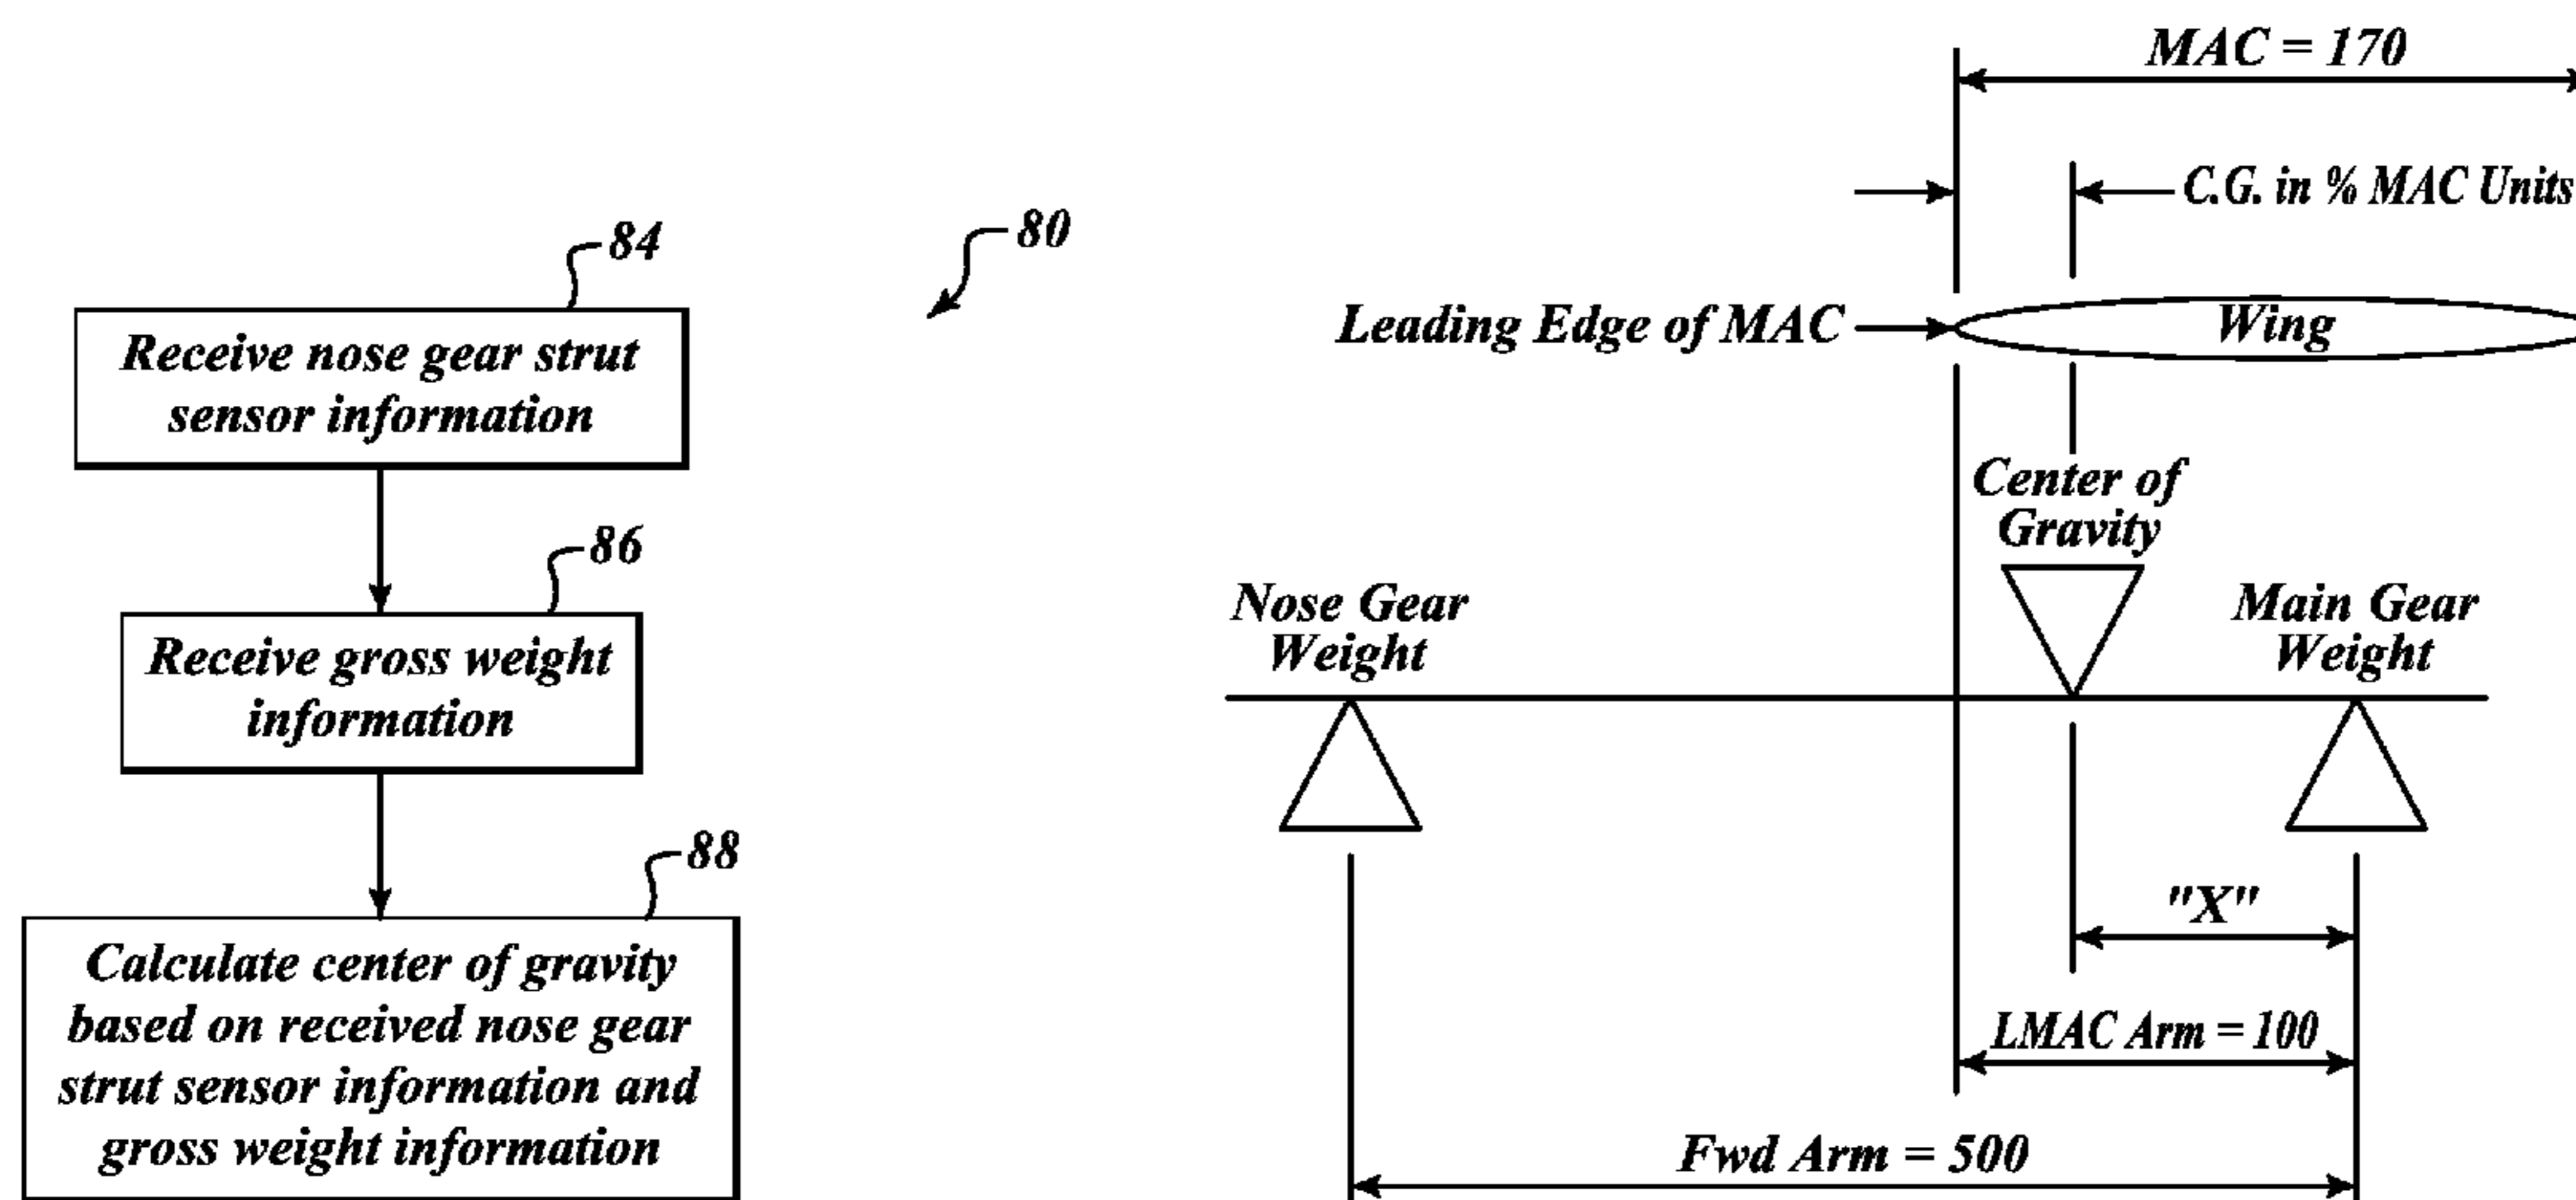 84
Receive nose gear strut
sensor information
86
Receive gross weight
information
88
Calculate center of gravity
based on received nose gear
strut sensor information and
gross weight information
80
MAC = 170
C.G. in % MAC Units
Leading Edge of MAC
Wing
Center of
Gravity
Nose Gear
Weight
Main Gear
Weight
"X"
LMAC Arm = 100
Fwd Arm = 500